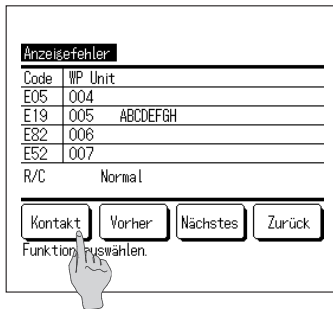 Anzeigefehler
Code WP Unit
E05 004
E19 005 ABCDEFGH
E82 006
E52 007
R/C Normal
Kontakt Vorher Nächstes Zurück
Funktion auswählen.